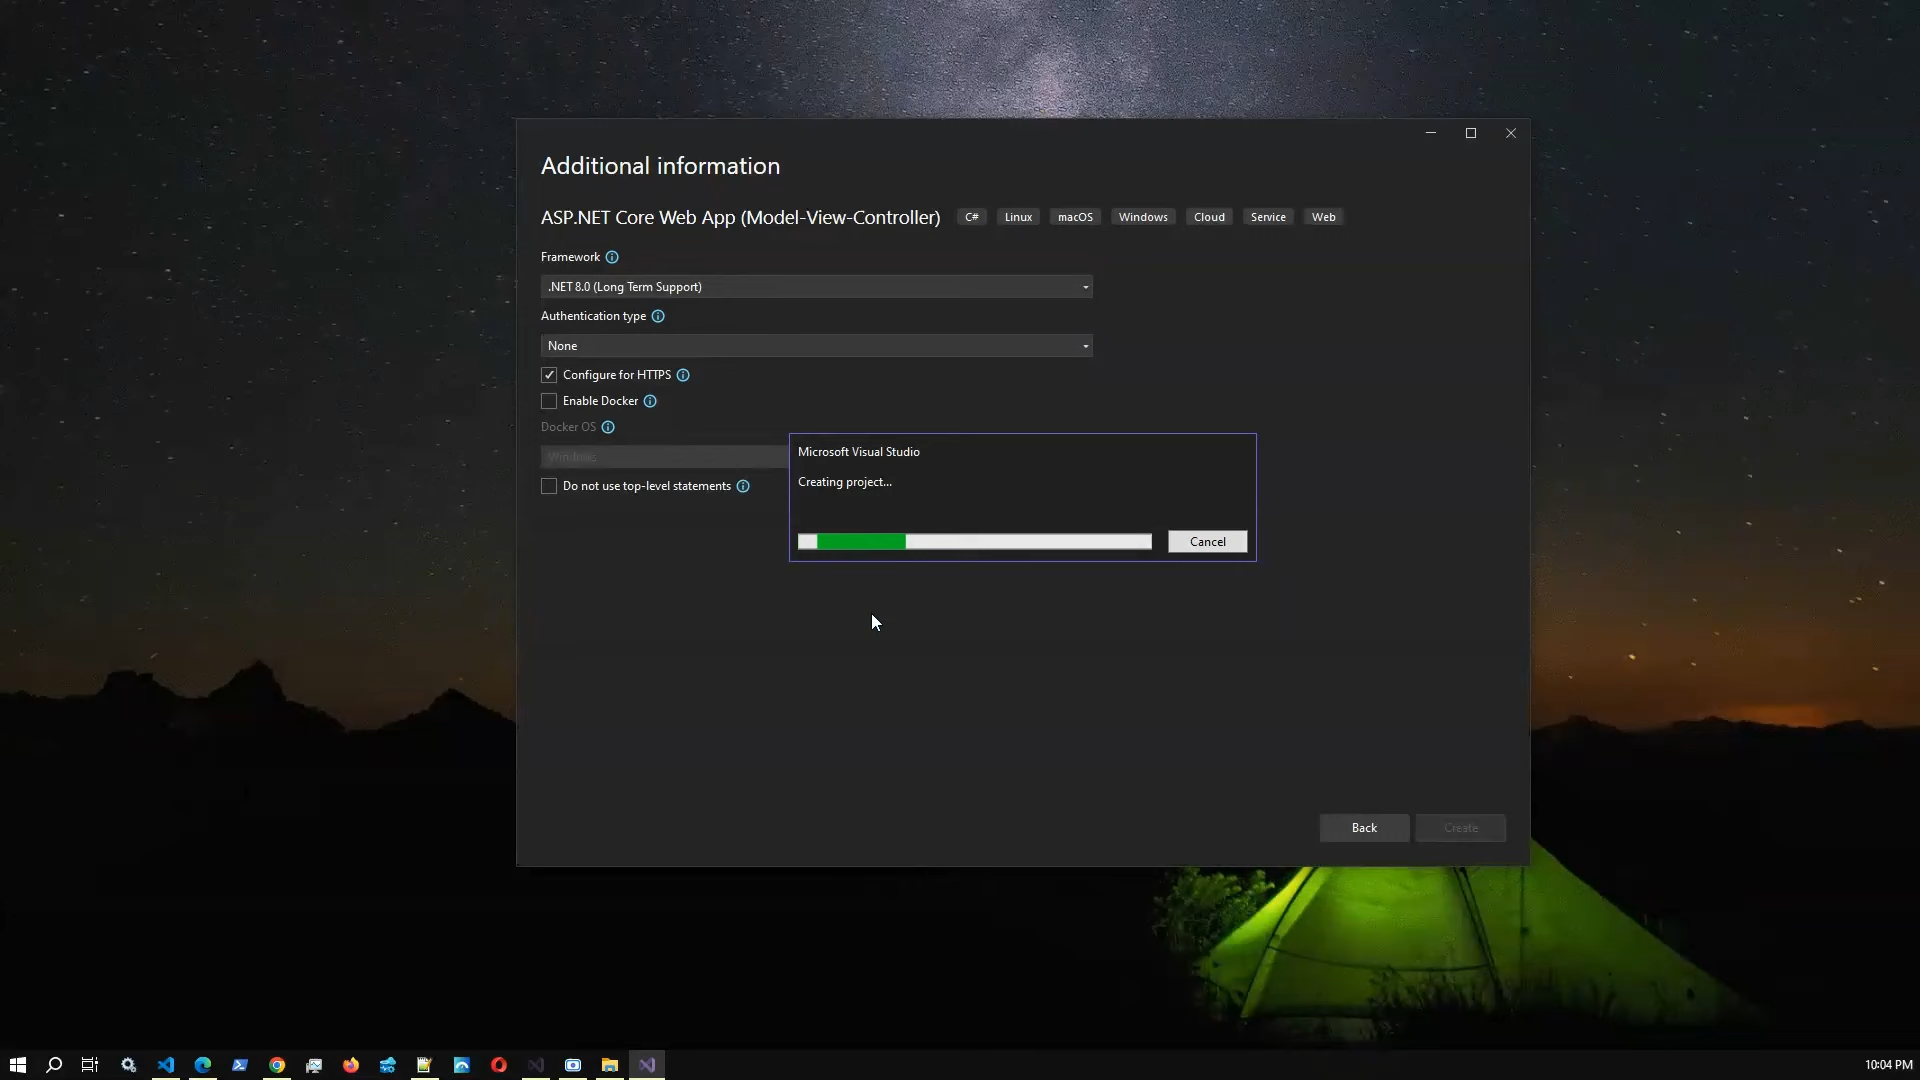 Additional information
ASP.NET Core Web App (Model-View-Controller) C# Linux macOS Windows Cloud Service Web
Framework
.NET 8.0 (Long Term Support)
Authentication type
None
Configure for HTTPS
Enable Docker
Docker OS
Windows
Do not use top-level statements
Microsoft Visual Studio
Creating project...
Cancel
Back Create
10:04 PM